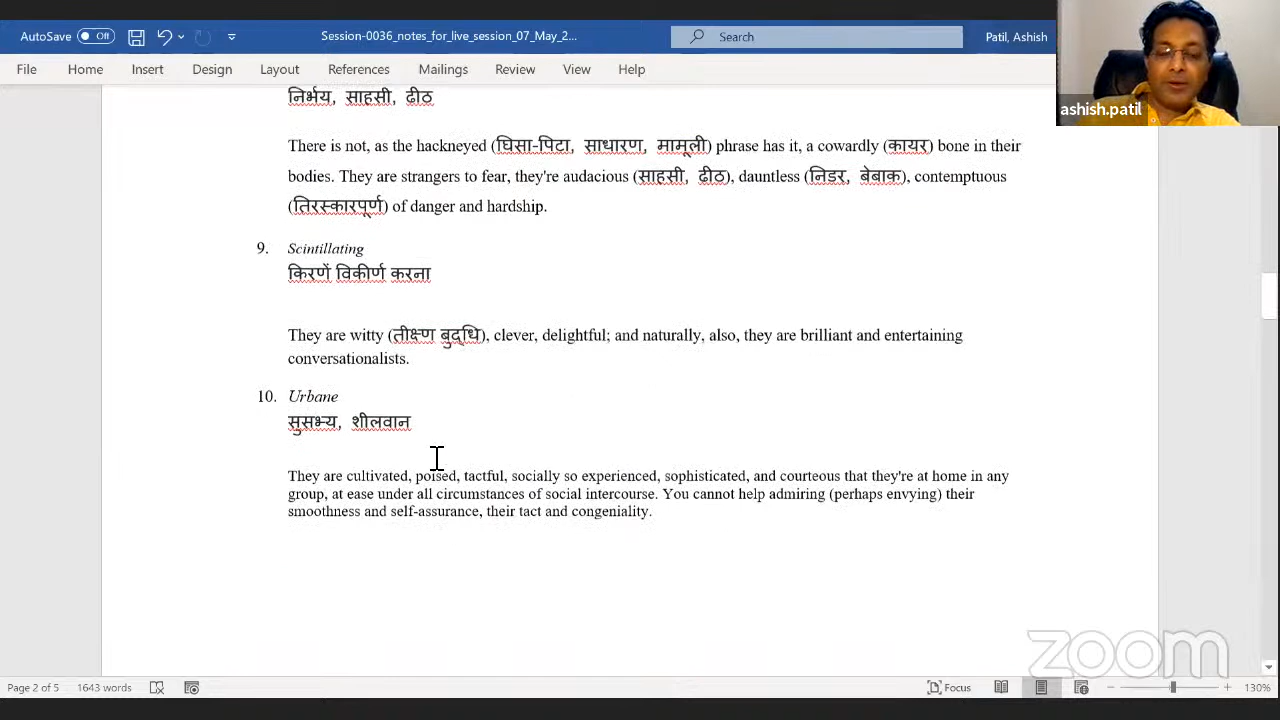 AutoSave Off Session-0036_notes_for_live_session_07_May_2... Search Patil, Ashish
File Home Insert Design Layout References Mailings Review View Help
ashish.patil
निर्भय, साहसी, ढीठ
There is not, as the hackneyed (घिसा-पिटा, साधारण, मामूली) phrase has it, a cowardly (कायर) bone in their
bodies. They are strangers to fear, they're audacious (साहसी, ढीठ), dauntless (निडर, बेबाक), contemptuous
(तिरस्कारपूर्ण) of danger and hardship.
9. Scintillating
किरणें विकीर्ण करना
They are witty (तीक्ष्ण बुद्धि), clever, delightful; and naturally, also, they are brilliant and entertaining
conversationalists.
10. Urbane
सुसभ्य, शीलवान
They are cultivated, poised, tactful, socially so experienced, sophisticated, and courteous that they're at home in any
group, at ease under all circumstances of social intercourse. You cannot help admiring (perhaps envying) their
smoothness and self-assurance, their tact and congeniality.
zoom
Page 2 of 5 1643 words Focus 130%